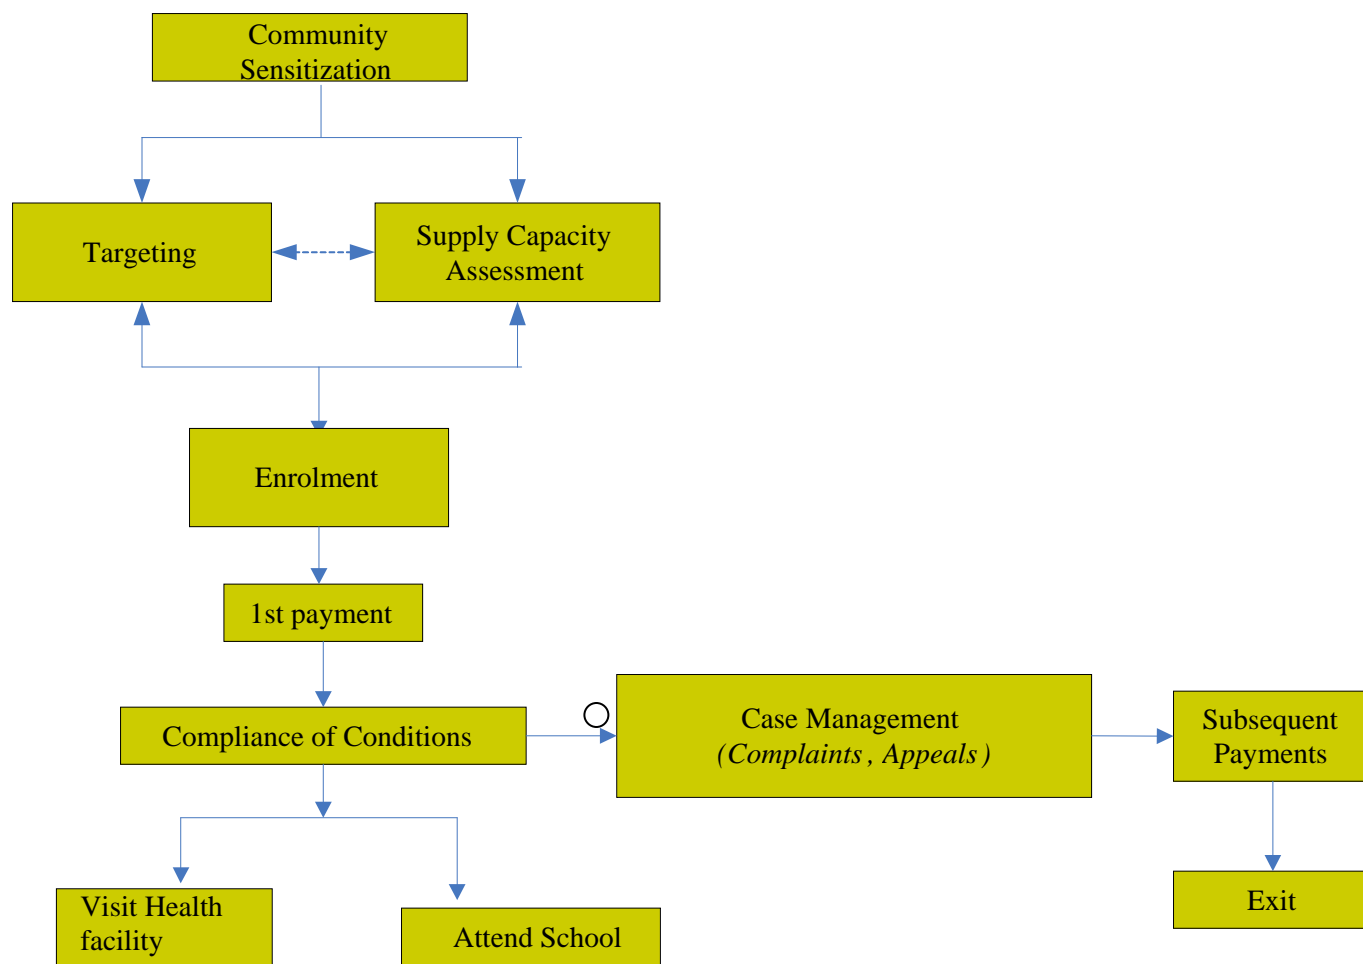 Community
Sensitization
Targeting
Supply Capacity
Assessment
Enrolment
1st payment
Compliance of Conditions
Case Management
(Complaints , Appeals )
Subsequent
Payments
Visit Health
facility
Attend School
Exit